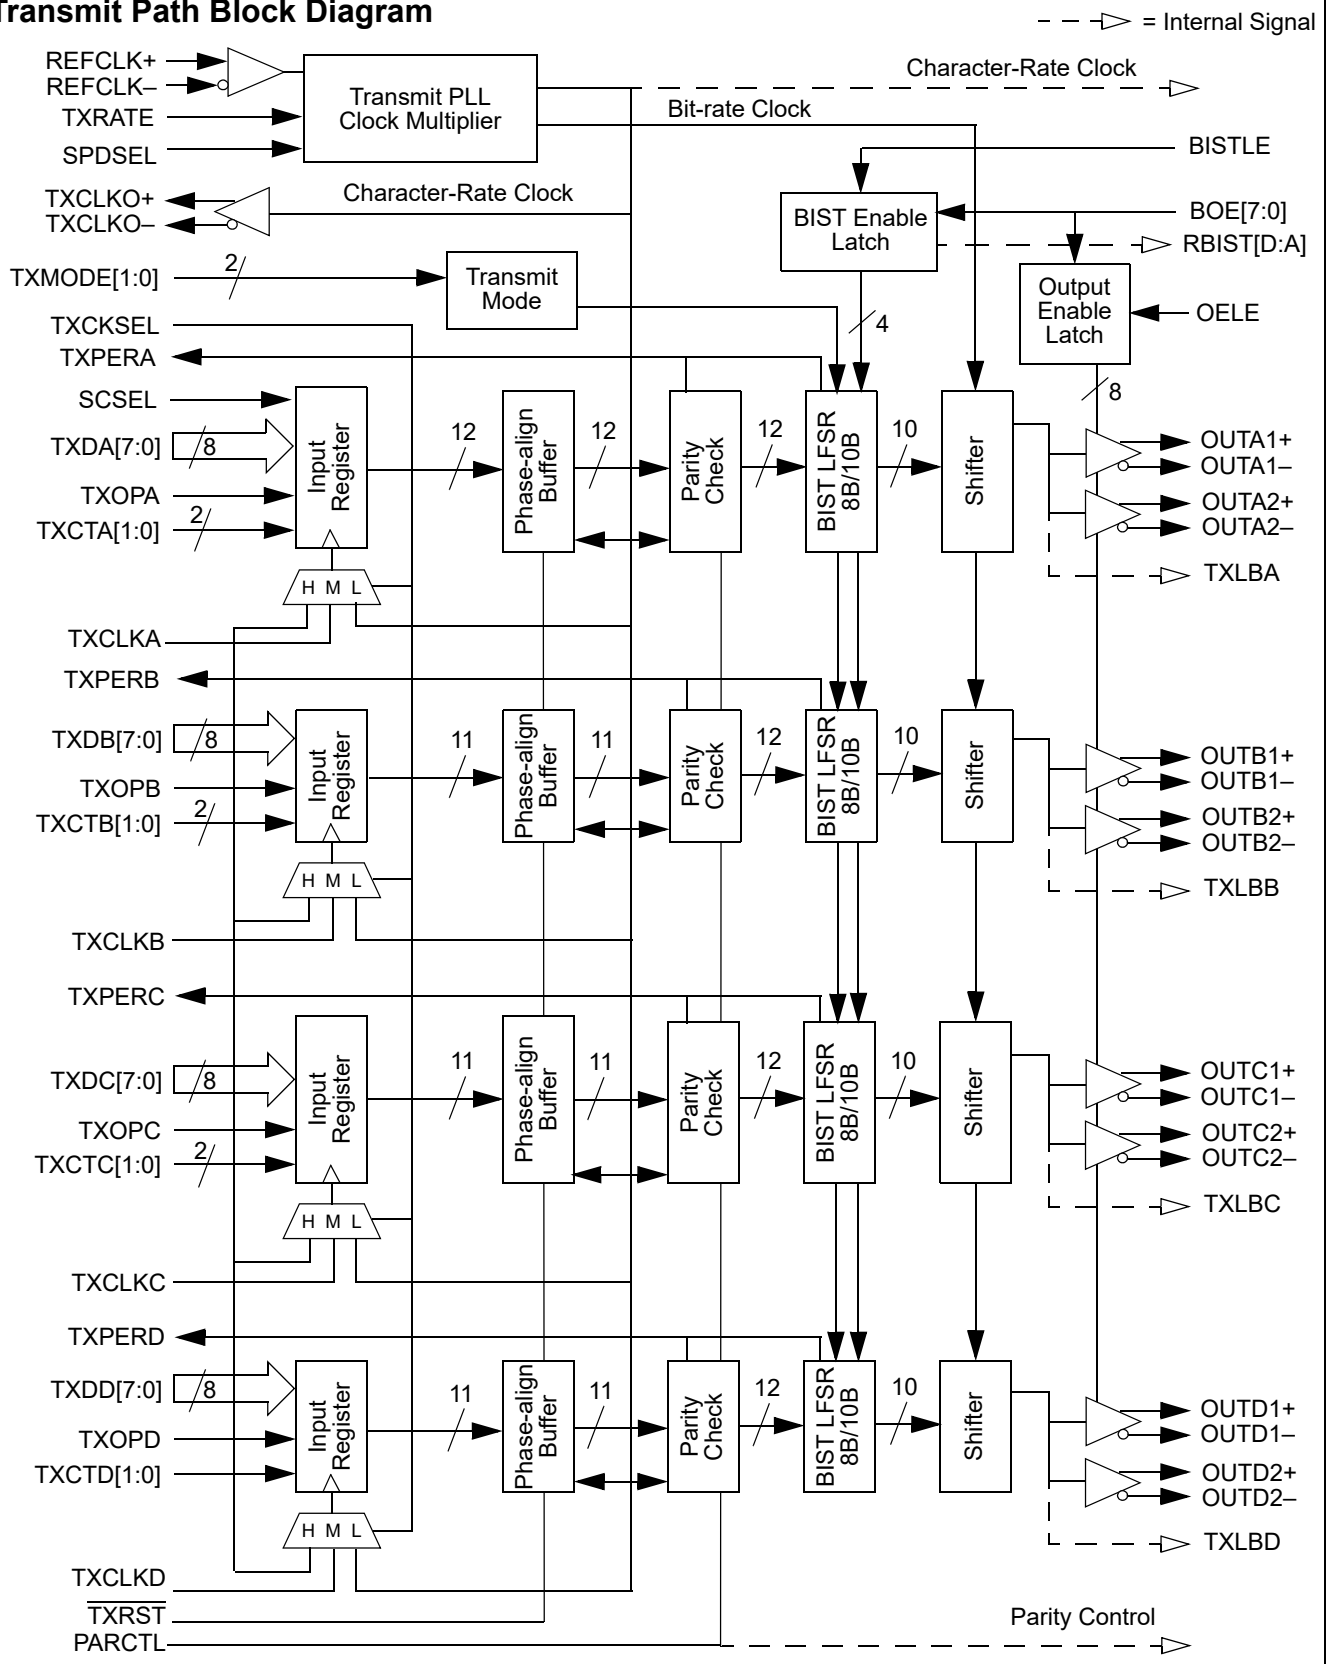 Transmit Path Block Diagram
= Internal Signal
REFCLK+
REFCLK–
TXRATE
SPDSEL
Transmit PLL
Clock Multiplier
Character-Rate Clock
Bit-rate Clock
BISTLE
TXCLKO+
TXCLKO–
Character-Rate Clock
BIST Enable
Latch
BOE[7:0]
RBIST[D:A]
TXMODE[1:0]
2
Transmit
Mode
4
Output
Enable
Latch
OELE
8
TXCKSEL
TXPERA
SCSEL
TXDA[7:0]
8
TXOPA
TXCTA[1:0]
2
Input
Register
12
Phase-align
Buffer
12
Parity
Check
12
BIST LFSR
8B/10B
10
Shifter
OUTA1+
OUTA1–
OUTA2+
OUTA2–
TXLBA
H M L
TXCLKA
TXPERB
TXDB[7:0]
8
TXOPB
TXCTB[1:0]
2
Input
Register
11
Phase-align
Buffer
11
Parity
Check
12
BIST LFSR
8B/10B
10
Shifter
OUTB1+
OUTB1–
OUTB2+
OUTB2–
TXLBB
H M L
TXCLKB
TXPERC
TXDC[7:0]
8
TXOPC
TXCTC[1:0]
2
Input
Register
11
Phase-align
Buffer
11
Parity
Check
12
BIST LFSR
8B/10B
10
Shifter
OUTC1+
OUTC1–
OUTC2+
OUTC2–
TXLBC
H M L
TXCLKC
TXPERD
TXDD[7:0]
8
TXOPD
TXCTD[1:0]
Input
Register
11
Phase-align
Buffer
11
Parity
Check
12
BIST LFSR
8B/10B
10
Shifter
OUTD1+
OUTD1–
OUTD2+
OUTD2–
TXLBD
H M L
TXCLKD
TXRST
PARCTL
Parity Control